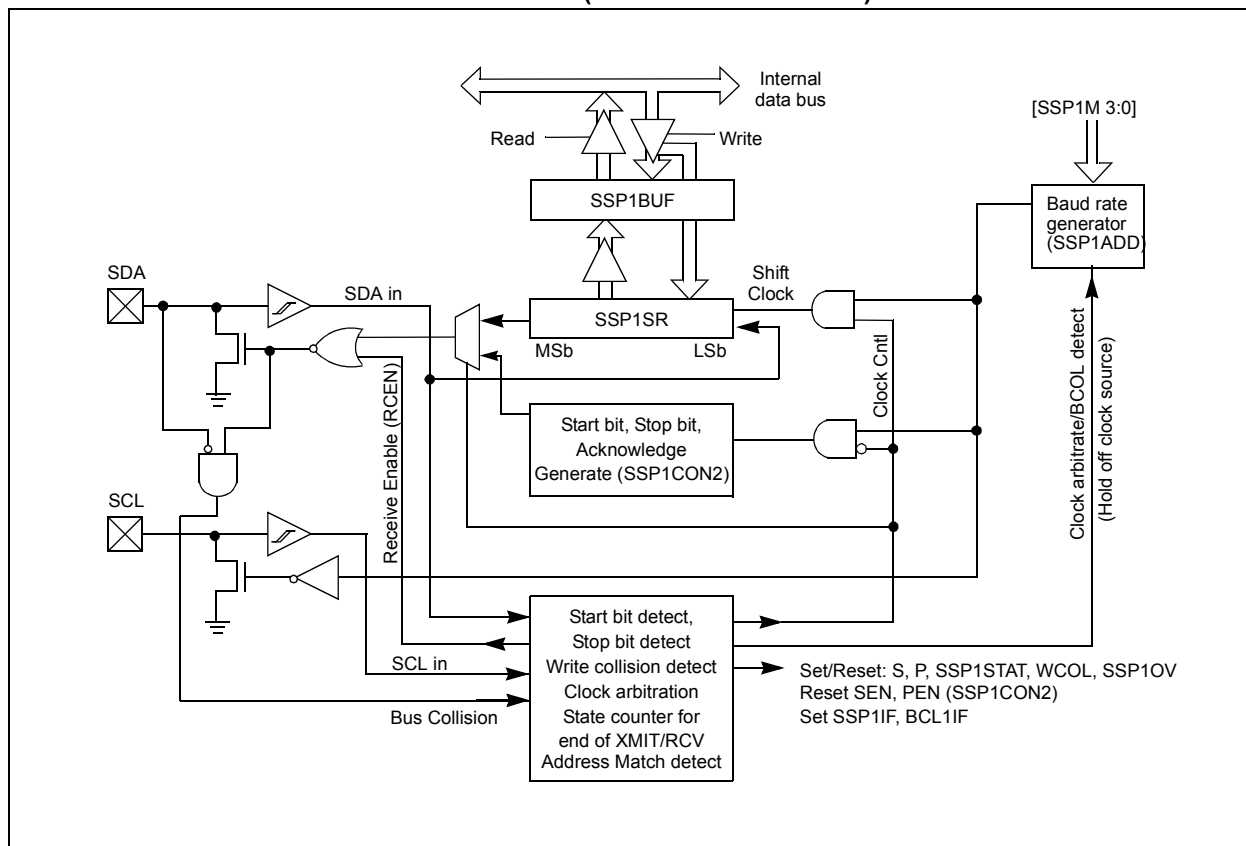 Internal
data bus
[SSP1M 3:0]
Read
Write
SSP1BUF
Baud rate
generator
(SSP1ADD)
SDA
SDA in
Shift
Clock
SSP1SR
MSb
LSb
Receive Enable (RCEN)
Start bit, Stop bit,
Acknowledge
Generate (SSP1CON2)
Clock Cntl
Clock arbitrate/BCOL detect
(Hold off clock source)
SCL
SCL in
Bus Collision
Start bit detect,
Stop bit detect
Write collision detect
Clock arbitration
State counter for
end of XMIT/RCV
Address Match detect
Set/Reset: S, P, SSP1STAT, WCOL, SSP1OV
Reset SEN, PEN (SSP1CON2)
Set SSP1IF, BCL1IF